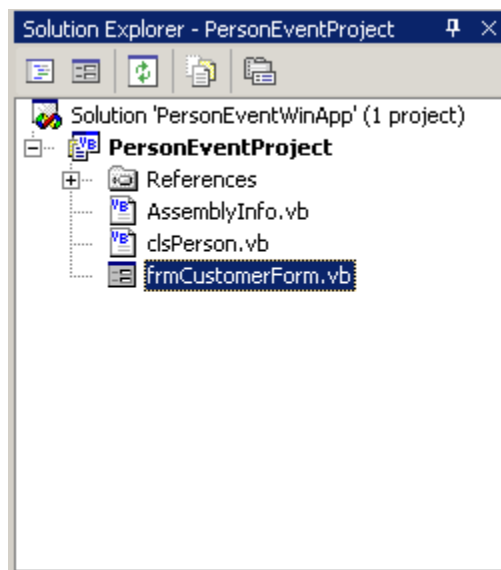 Solution Explorer - PersonEventProject
Solution 'PersonEventWinApp' (1 project)
PersonEventProject
References
AssemblyInfo.vb
clsPerson.vb
frmCustomerForm.vb